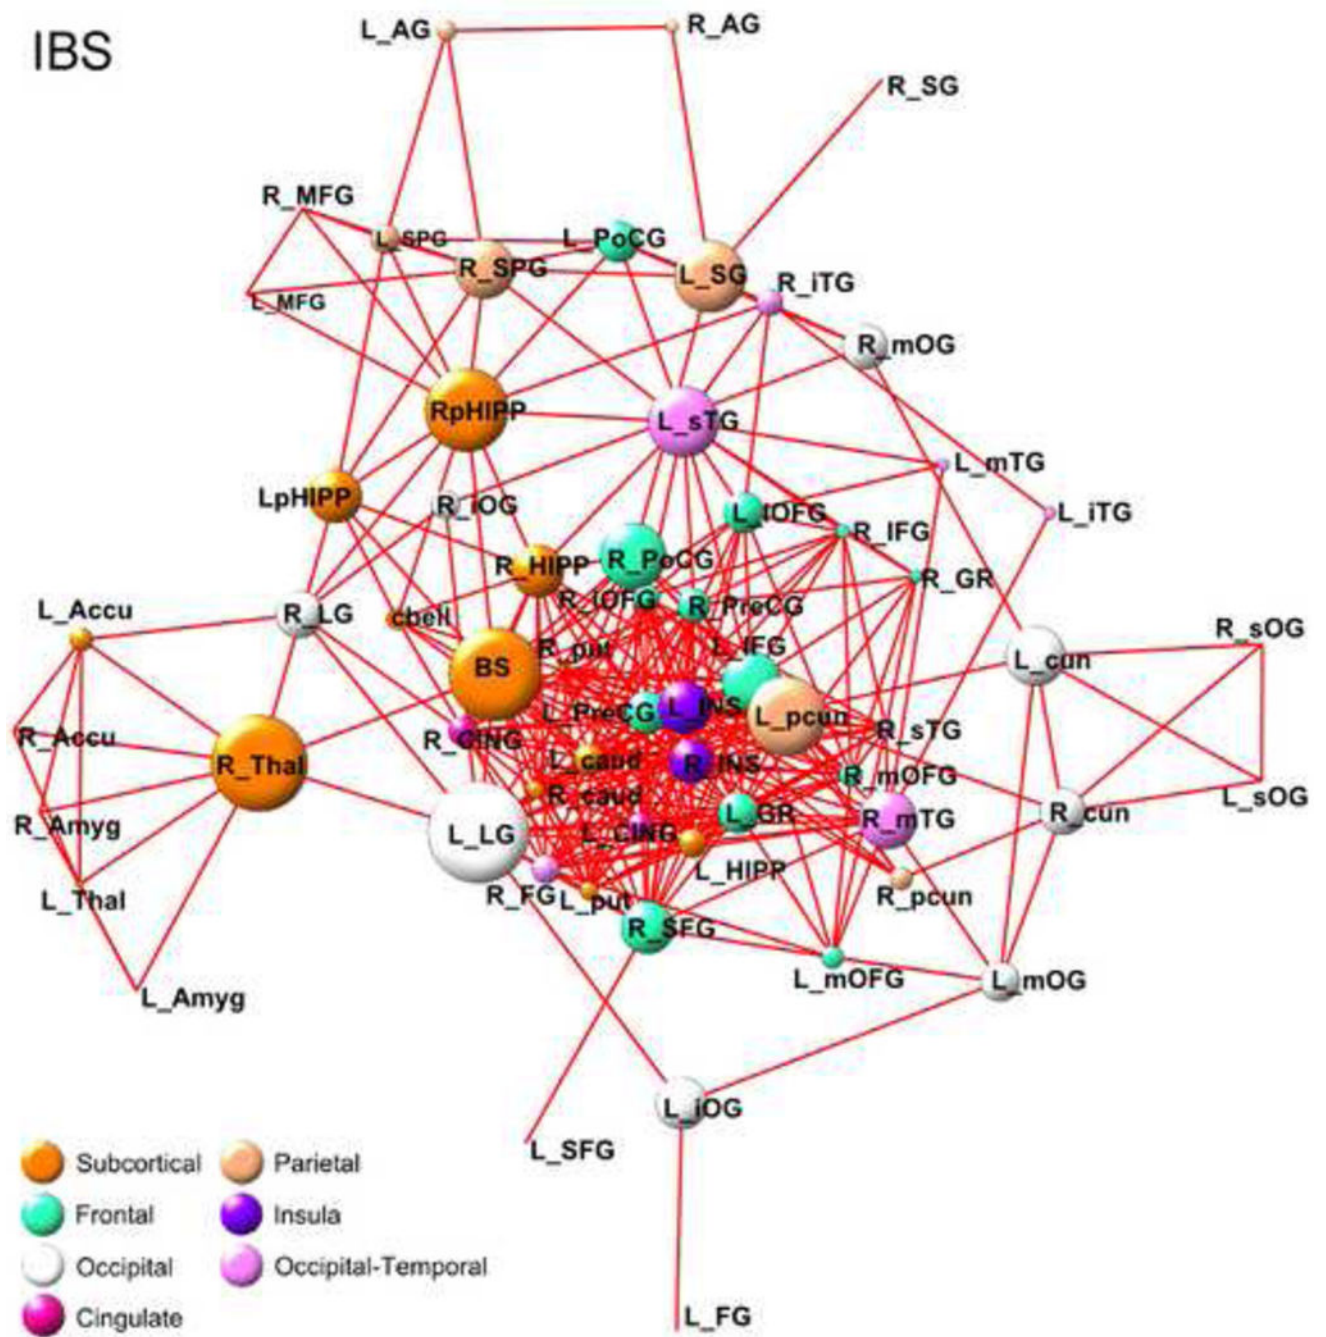 IBS
L_AG
R_AG
R_SG
R_MFG
L_SPG
L_PoCG
R_SPG
L_SG
R_iTG
L_MFG
R_mOG
RpHIPP
L_sTG
L_mTG
LpHIPP
R_iOG
L_lOFG
L_iTG
R_IFG
R_HIPP
R_PoCG
R_GR
R_lOFG
R_PreCG
L_Accu
R_LG
cbell
R_sOG
R_put
L_IFG
BS
L_cun
L_PreCG
L_INS
L_pcun
R_sTG
R_Accu
R_CING
R_Thal
L_caud
R_INS
R_mOFG
R_caud
L_sOG
R_Amyg
L_LG
L_CING
L_GR
R_mTG
R_cun
L_HIPP
L_Thal
R_FG
L_put
R_pcun
R_SFG
L_Amyg
L_mOFG
L_mOG
L_iOG
L_SFG
Subcortical
Parietal
Frontal
Insula
Occipital
Occipital-Temporal
Cingulate
L_FG